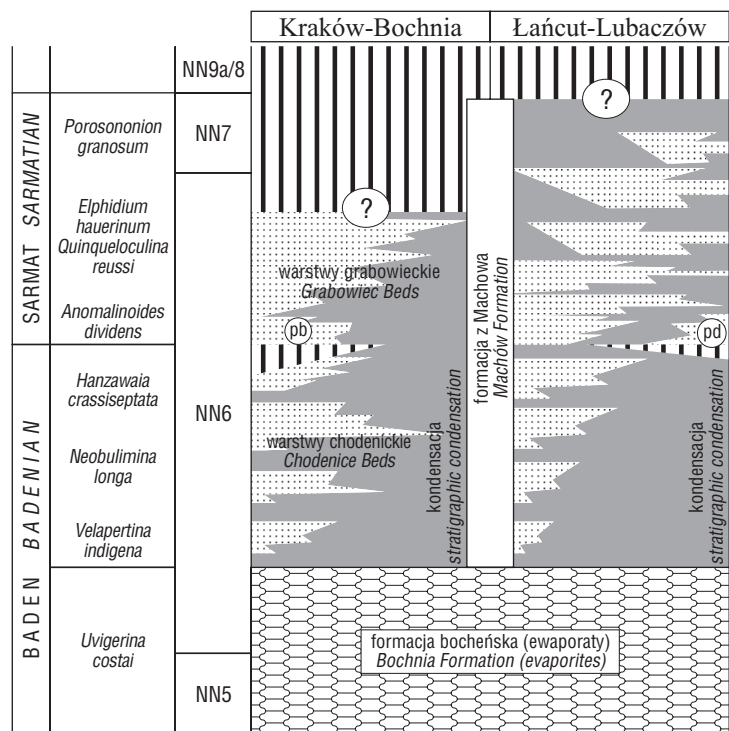 Kraków-Bochnia
Łańcut-Lubaczów
NN9a/8
SARMAT SARMATIAN
Porosononion
granosum
NN7
?
?
Elphidium
hauerinum
Quinqueloculina
reussi
warstwy grabowieckie
Grabowiec Beds
Anomalinoides
dividens
pb
pd
formacja z Machowa
Machów Formation
BADEN BADENIAN
Hanzawaia
crassiseptata
NN6
Neobulimina
longa
warstwy chodenickie
Chodenice Beds
kondensacja
stratigraphic condensation
kondensacja
stratigraphic condensation
Velapertina
indigena
Uvigerina
costai
formacja bocheńska (ewaporaty)
Bochnia Formation (evaporites)
NN5